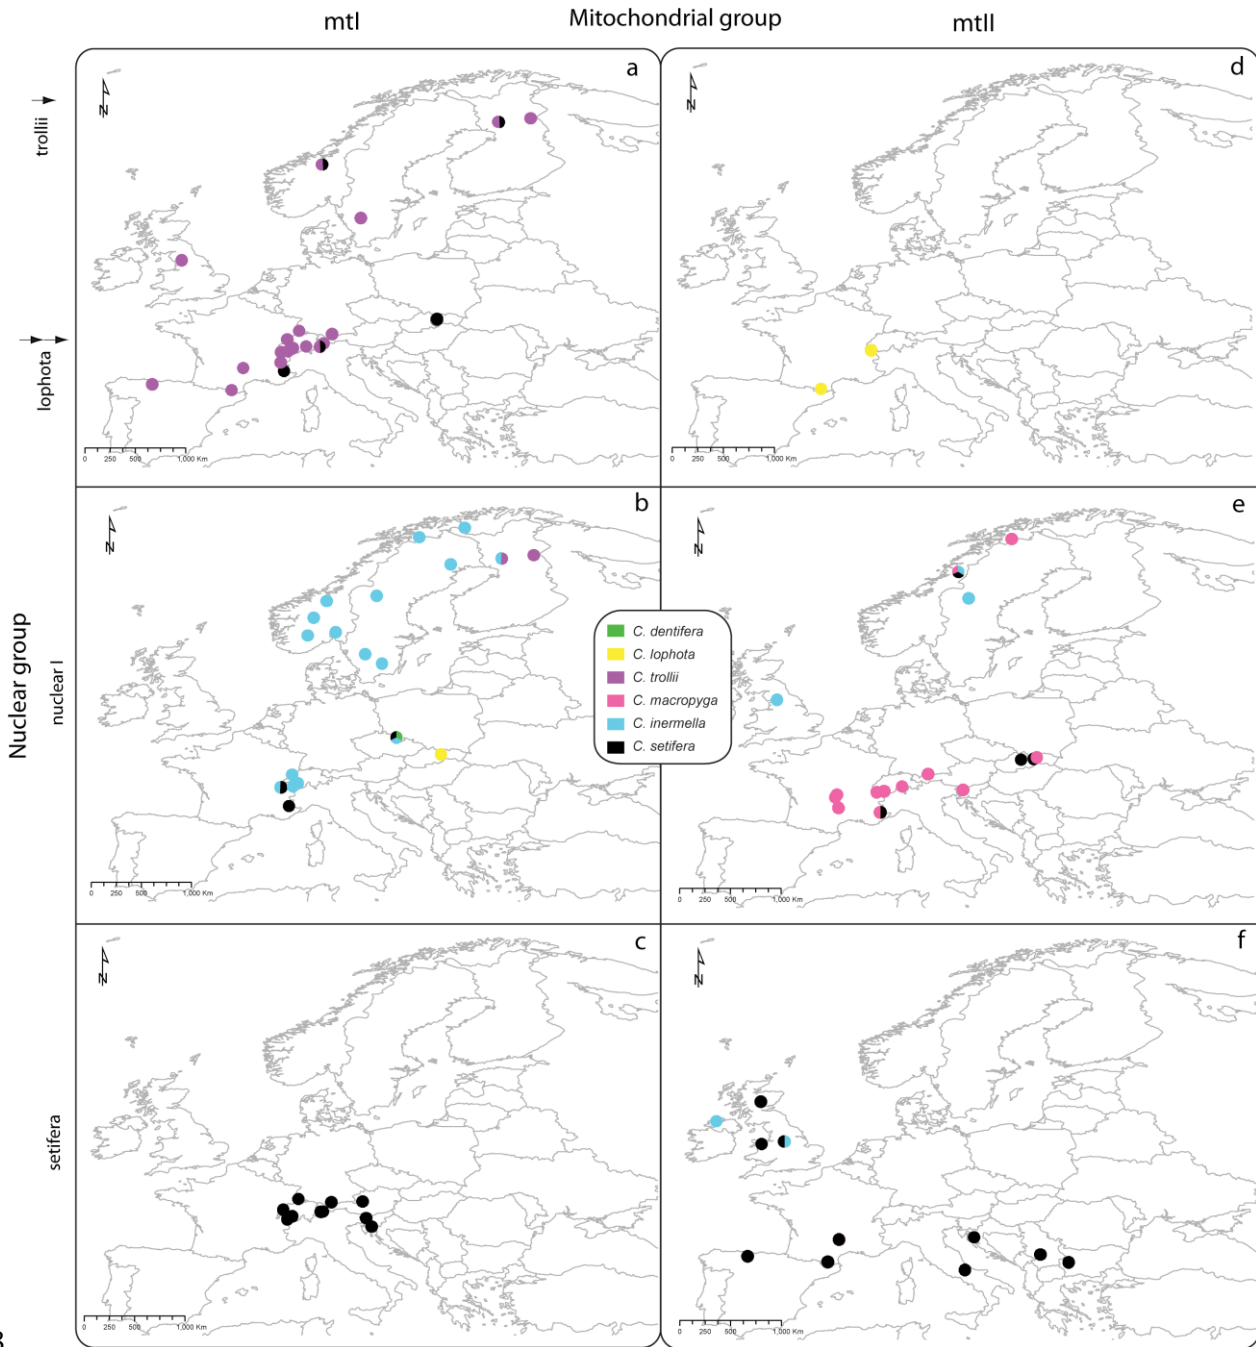 Mitochondrial group
mtI
mtII
Nuclear group
trollii
lophota
nuclear I
setifera
a
N
0 250 500 1,000 Km
d
N
0 250 500 1,000 Km
b
N
0 250 500 1,000 Km
e
N
0 250 500 1,000 Km
C. dentifera
C. lophota
C. trollii
C. macropyga
C. inermella
C. setifera
c
N
0 250 500 1,000 Km
f
N
0 250 500 1,000 Km